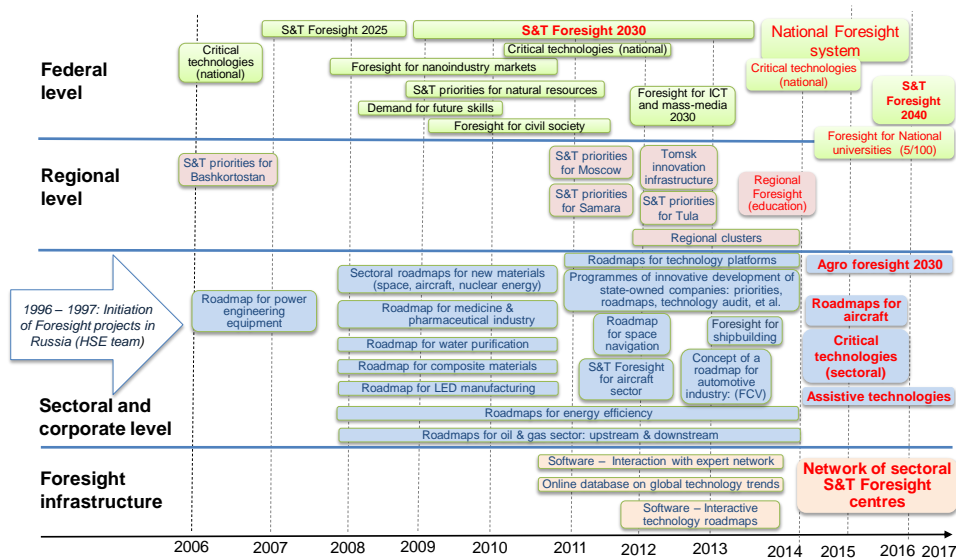 S&T Foresight 2025
S&T Foresight 2030
National Foresight
system
Federal
level
Critical
technologies
(national)
Critical technologies (national)
Foresight for nanoindustry markets
Critical technologies
(national)
S&T priorities for natural resources
Foresight for ICT
and mass-media
2030
S&T
Foresight
2040
Demand for future skills
Foresight for civil society
Foresight for National
universities (5/100)
Regional
level
S&T priorities for
Bashkortostan
S&T priorities
for Moscow
Tomsk
innovation
infrastructure
S&T priorities
for Samara
S&T priorities
for Tula
Regional
Foresight
(education)
Regional clusters
1996 – 1997: Initiation
of Foresight projects in
Russia (HSE team)
Roadmap for power
engineering
equipment
Sectoral roadmaps for new materials
(space, aircraft, nuclear energy)
Roadmap for medicine &
pharmaceutical industry
Roadmap for water purification
Roadmap for composite materials
Roadmap for LED manufacturing
Roadmaps for technology platforms
Programmes of innovative development of
state-owned companies: priorities,
roadmaps, technology audit, et al.
Roadmap
for space
navigation
Foresight for
shipbuilding
S&T Foresight
for aircraft
sector
Concept of a
roadmap for
automotive
industry: (FCV)
Agro foresight 2030
Roadmaps for
aircraft
Critical
technologies
(sectoral)
Assistive technologies
Sectoral and
corporate level
Roadmaps for energy efficiency
Roadmaps for oil & gas sector: upstream & downstream
Foresight
infrastructure
Software – Interaction with expert network
Online database on global technology trends
Software – Interactive
technology roadmaps
Network of sectoral
S&T Foresight
centres
2006 2007 2008 2009 2010 2011 2012 2013 2014 2015 2016 2017